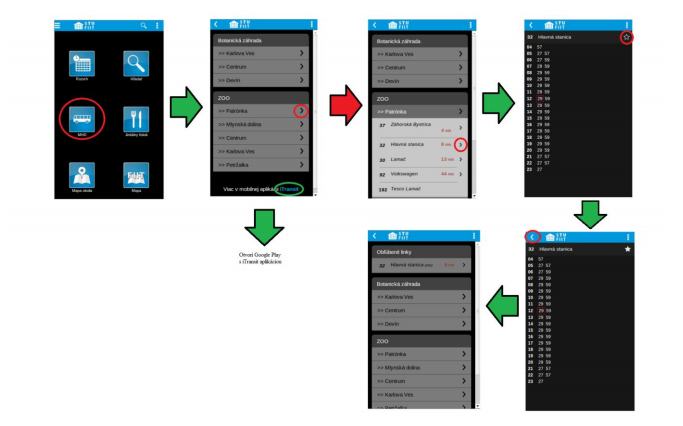 STU
FIIT
Rozvrh
Hľadať
MHD
Jedálny lístok
Mapa okolia
Mapa
STU
FIIT
Botanická záhrada
>> Karlova Ves
>> Centrum
>> Devín
ZOO
>> Patrónka
>> Mlynská dolina
>> Centrum
>> Karlova Ves
>> Petržalka
Viac v mobilnej aplikácii iTransit
Otvorí Google Play
s iTransit aplikáciou
STU
FIIT
Botanická záhrada
>> Karlova Ves
>> Centrum
>> Devín
ZOO
>> Patrónka
37 Záhorská Bystrica
4 min
32 Hlavná stanica 8 min
30 Lamač 13 min
92 Volkswagen 44 min
192 Tesco Lamač
STU
FIIT
32 Hlavná stanica
04 57
05 27 57
06 27 59
07 29 59
08 29 59
09 29 59
10 29 59
11 29 59
12 29 59
13 29 59
14 29 59
15 29 59
16 29 59
17 29 59
18 29 59
19 29 59
20 29 59
21 27 57
22 27 57
23 27
STU
FIIT
Obľúbené linky
32 Hlavná stanica
>> Karlova Ves
Botanická záhrada
>> Centrum
>> Devín
ZOO
>> Patrónka
>> Mlynská dolina
>> Centrum
>> Karlova Ves
>> Petržalka
STU
FIIT
32 Hlavná stanica
04 57
05 27 57
06 27 59
07 29 59
08 29 59
09 29 59
10 29 59
11 29 59
12 29 59
13 29 59
14 29 59
15 29 59
16 29 59
17 29 59
18 29 59
19 29 59
20 29 59
21 27 57
22 27 57
23 27